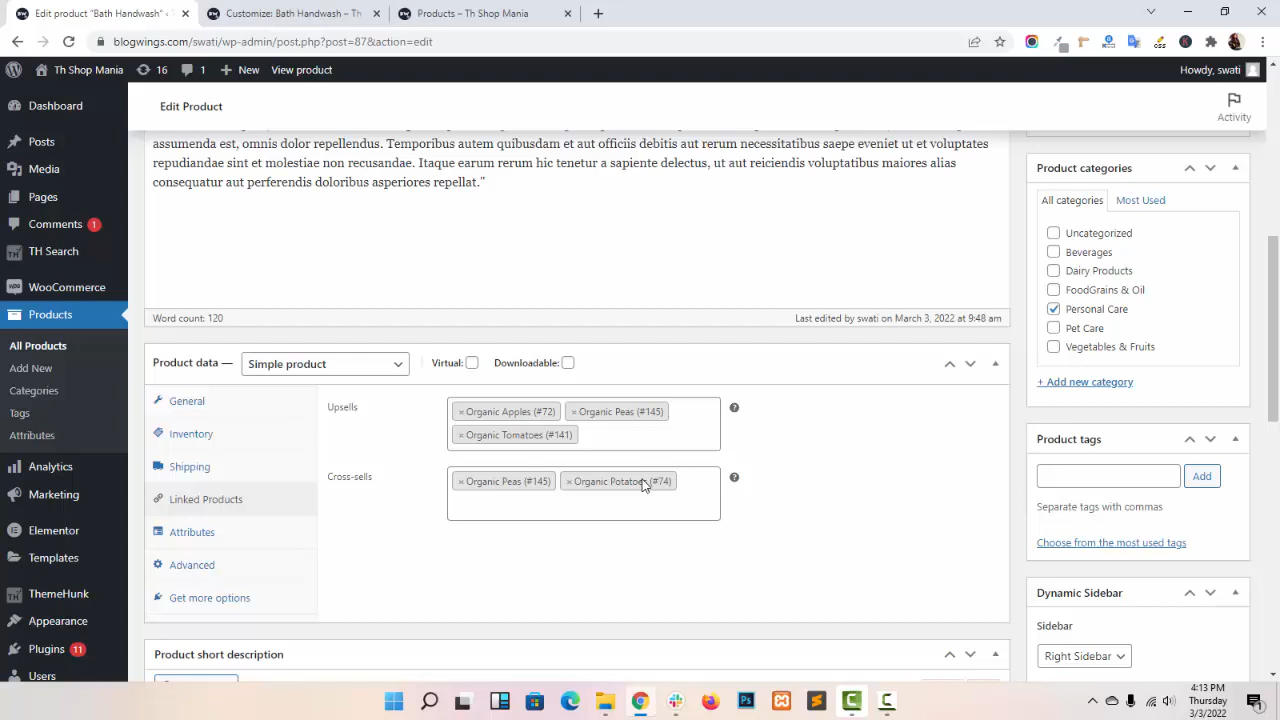 Edit product "Bath Handwash" ‹
Customize: Bath Handwash – Th
Products – Th Shop Mania
blogwings.com/swati/wp-admin/post.php?post=87&action=edit
Th Shop Mania
16
1
New
View product
Howdy, swati
Edit Product
Activity
Dashboard
Posts
Media
Pages
Comments 1
TH Search
WooCommerce
Products
All Products
Add New
Categories
Tags
Attributes
Analytics
Marketing
Elementor
Templates
ThemeHunk
Appearance
Plugins 11
Users
assumenda est, omnis dolor repellendus. Temporibus autem quibusdam et aut officiis debitis aut rerum necessitatibus saepe eveniet ut et voluptates
repudiandae sint et molestiae non recusandae. Itaque earum rerum hic tenetur a sapiente delectus, ut aut reiciendis voluptatibus maiores alias
consequatur aut perferendis doloribus asperiores repellat."
Word count: 120
Last edited by swati on March 3, 2022 at 9:48 am
Product data —
Simple product
Virtual:
Downloadable:
General
Inventory
Shipping
Linked Products
Attributes
Advanced
Get more options
Upsells
× Organic Apples (#72) × Organic Peas (#145)
× Organic Tomatoes (#141)
Cross-sells
× Organic Peas (#145) × Organic Potatoes (#74)
Product short description
Product categories
All categories
Most Used
Uncategorized
Beverages
Dairy Products
FoodGrains & Oil
Personal Care
Pet Care
Vegetables & Fruits
+ Add new category
Product tags
Add
Separate tags with commas
Choose from the most used tags
Dynamic Sidebar
Sidebar
Right Sidebar
4:13 PM
Thursday
3/3/2022